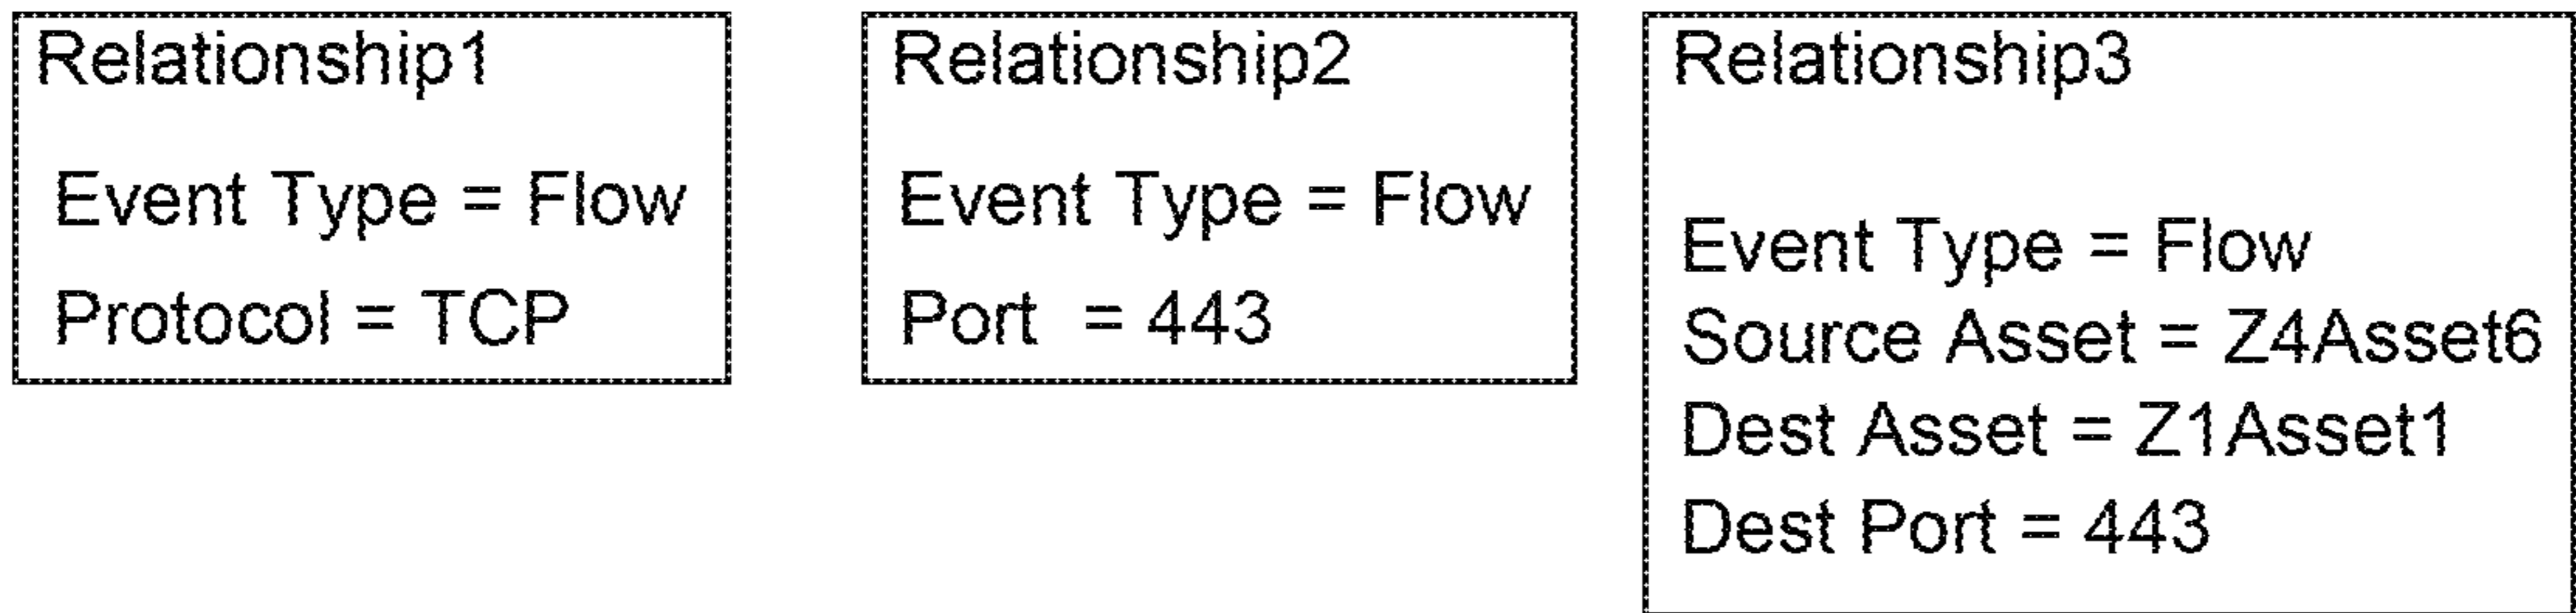 Relationship1
Event Type = Flow
Protocol = TCP
Relationship2
Event Type = Flow
Port = 443
Relationship3
Event Type = Flow
Source Asset = Z4Asset6
Dest Asset = Z1Asset1
Dest Port = 443